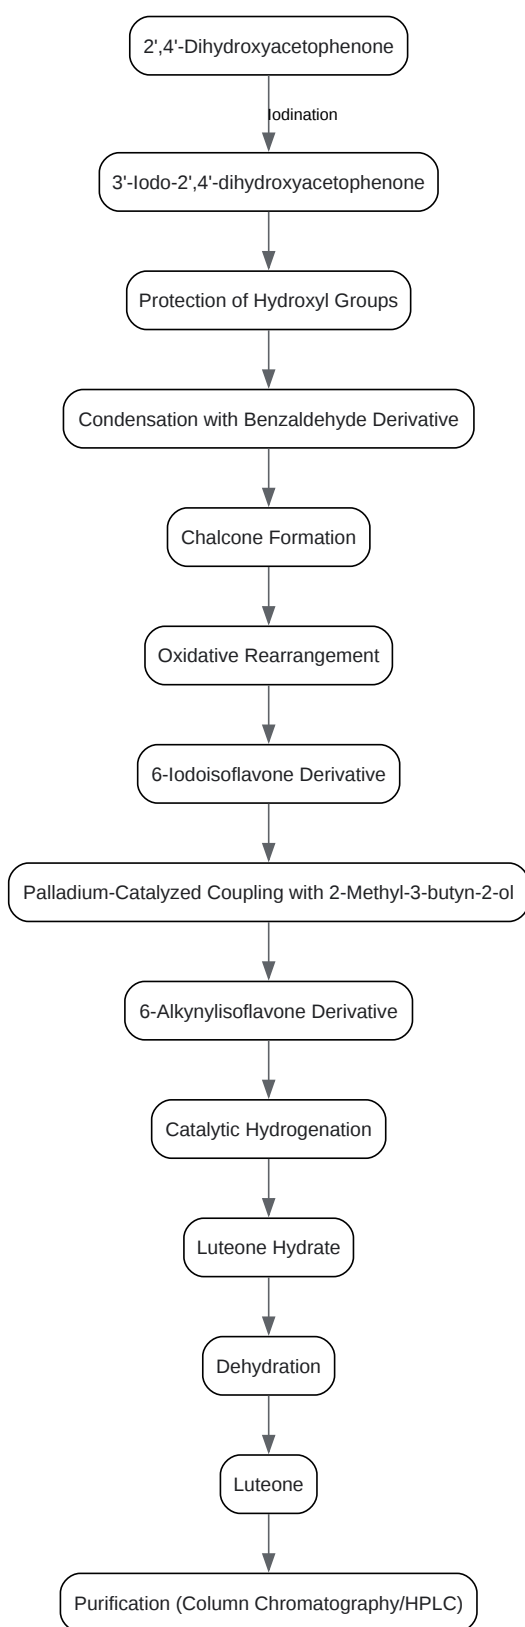 2',4'-Dihydroxyacetophenone
Iodination
3'-Iodo-2',4'-dihydroxyacetophenone
Protection of Hydroxyl Groups
Condensation with Benzaldehyde Derivative
Chalcone Formation
Oxidative Rearrangement
6-Iodoisoflavone Derivative
Palladium-Catalyzed Coupling with 2-Methyl-3-butyn-2-ol
6-Alkynylisoflavone Derivative
Catalytic Hydrogenation
Luteone Hydrate
Dehydration
Luteone
Purification (Column Chromatography/HPLC)